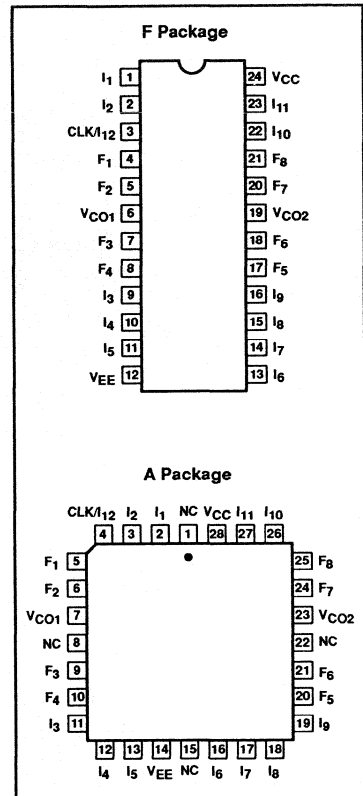 F Package
I1 1 24 VCC
I2 2 23 I11
CLK/I12 3 22 I10
F1 4 21 F8
F2 5 20 F7
VCO1 6 19 VCO2
F3 7 18 F6
F4 8 17 F5
I3 9 16 I9
I4 10 15 I8
I5 11 14 I7
VEE 12 13 I6
A Package
CLK/I12 I2 I1 NC VCC I11 I10
4 3 2 1 28 27 26
F1 5 25 F8
F2 6 24 F7
VCO1 7 23 VCO2
NC 8 22 NC
F3 9 21 F6
F4 10 20 F5
I3 11 19 I9
12 13 14 15 16 17 18
I4 I5 VEE NC I6 I7 I8